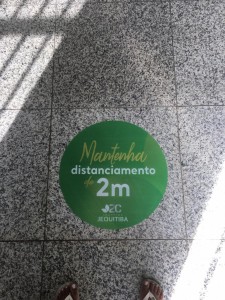 Mantenha
distanciamento
de 2m
JEQUITIBÁ